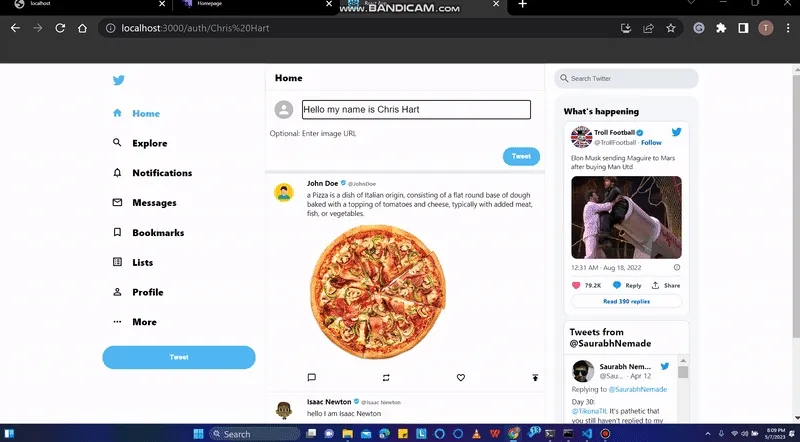 localhost
Homepage
WWW.BANDICAM.COM
localhost:3000/auth/Chris%20Hart
T
Home
Explore
Notifications
Messages
Bookmarks
Lists
Profile
More
Tweet
Home
Hello my name is Chris Hart
Optional: Enter image URL
Tweet
John Doe @JohnDoe
a Pizza is a dish of Italian origin, consisting of a flat round base of dough
baked with a topping of tomatoes and cheese, typically with added meat,
fish, or vegetables.
Isaac Newton @Isaac Newton
hello I am Isaac Newton
Search Twitter
What's happening
Troll Football
@TrollFootball · Follow
Elon Musk sending Maguire to Mars
after buying Man Utd.
12:31 AM · Aug 18, 2022
79.2K Reply Share
Read 390 replies
Tweets from
@SaurabhNemade
Saurabh Nem...
@Sau... · Apr 12
Replying to @SaurabhNemade
Day 30:
@TikonaTIL It's pathetic that
you still haven't replied to my
Search
8:09 PM
5/7/2023